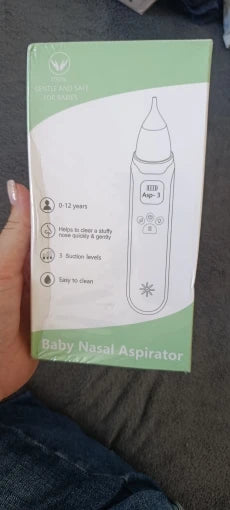 GENTLE AND SAFE
FOR BABIES
Asp- 3
0-12 years
Helps to clear a stuffy
nose quickly & gently
3 Suction levels
Easy to clean
Baby Nasal Aspirator